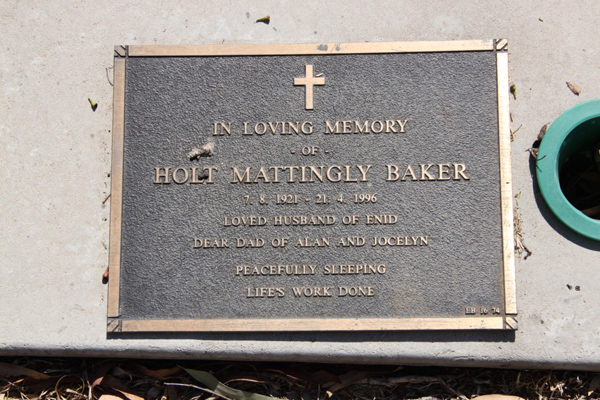 IN LOVING MEMORY
- OF -
HOLT MATTINGLY BAKER
7. 8. 1921 - 21. 4. 1996
LOVED HUSBAND OF ENID
DEAR DAD OF ALAN AND JOCELYN
PEACEFULLY SLEEPING
LIFE'S WORK DONE
LB 16 74